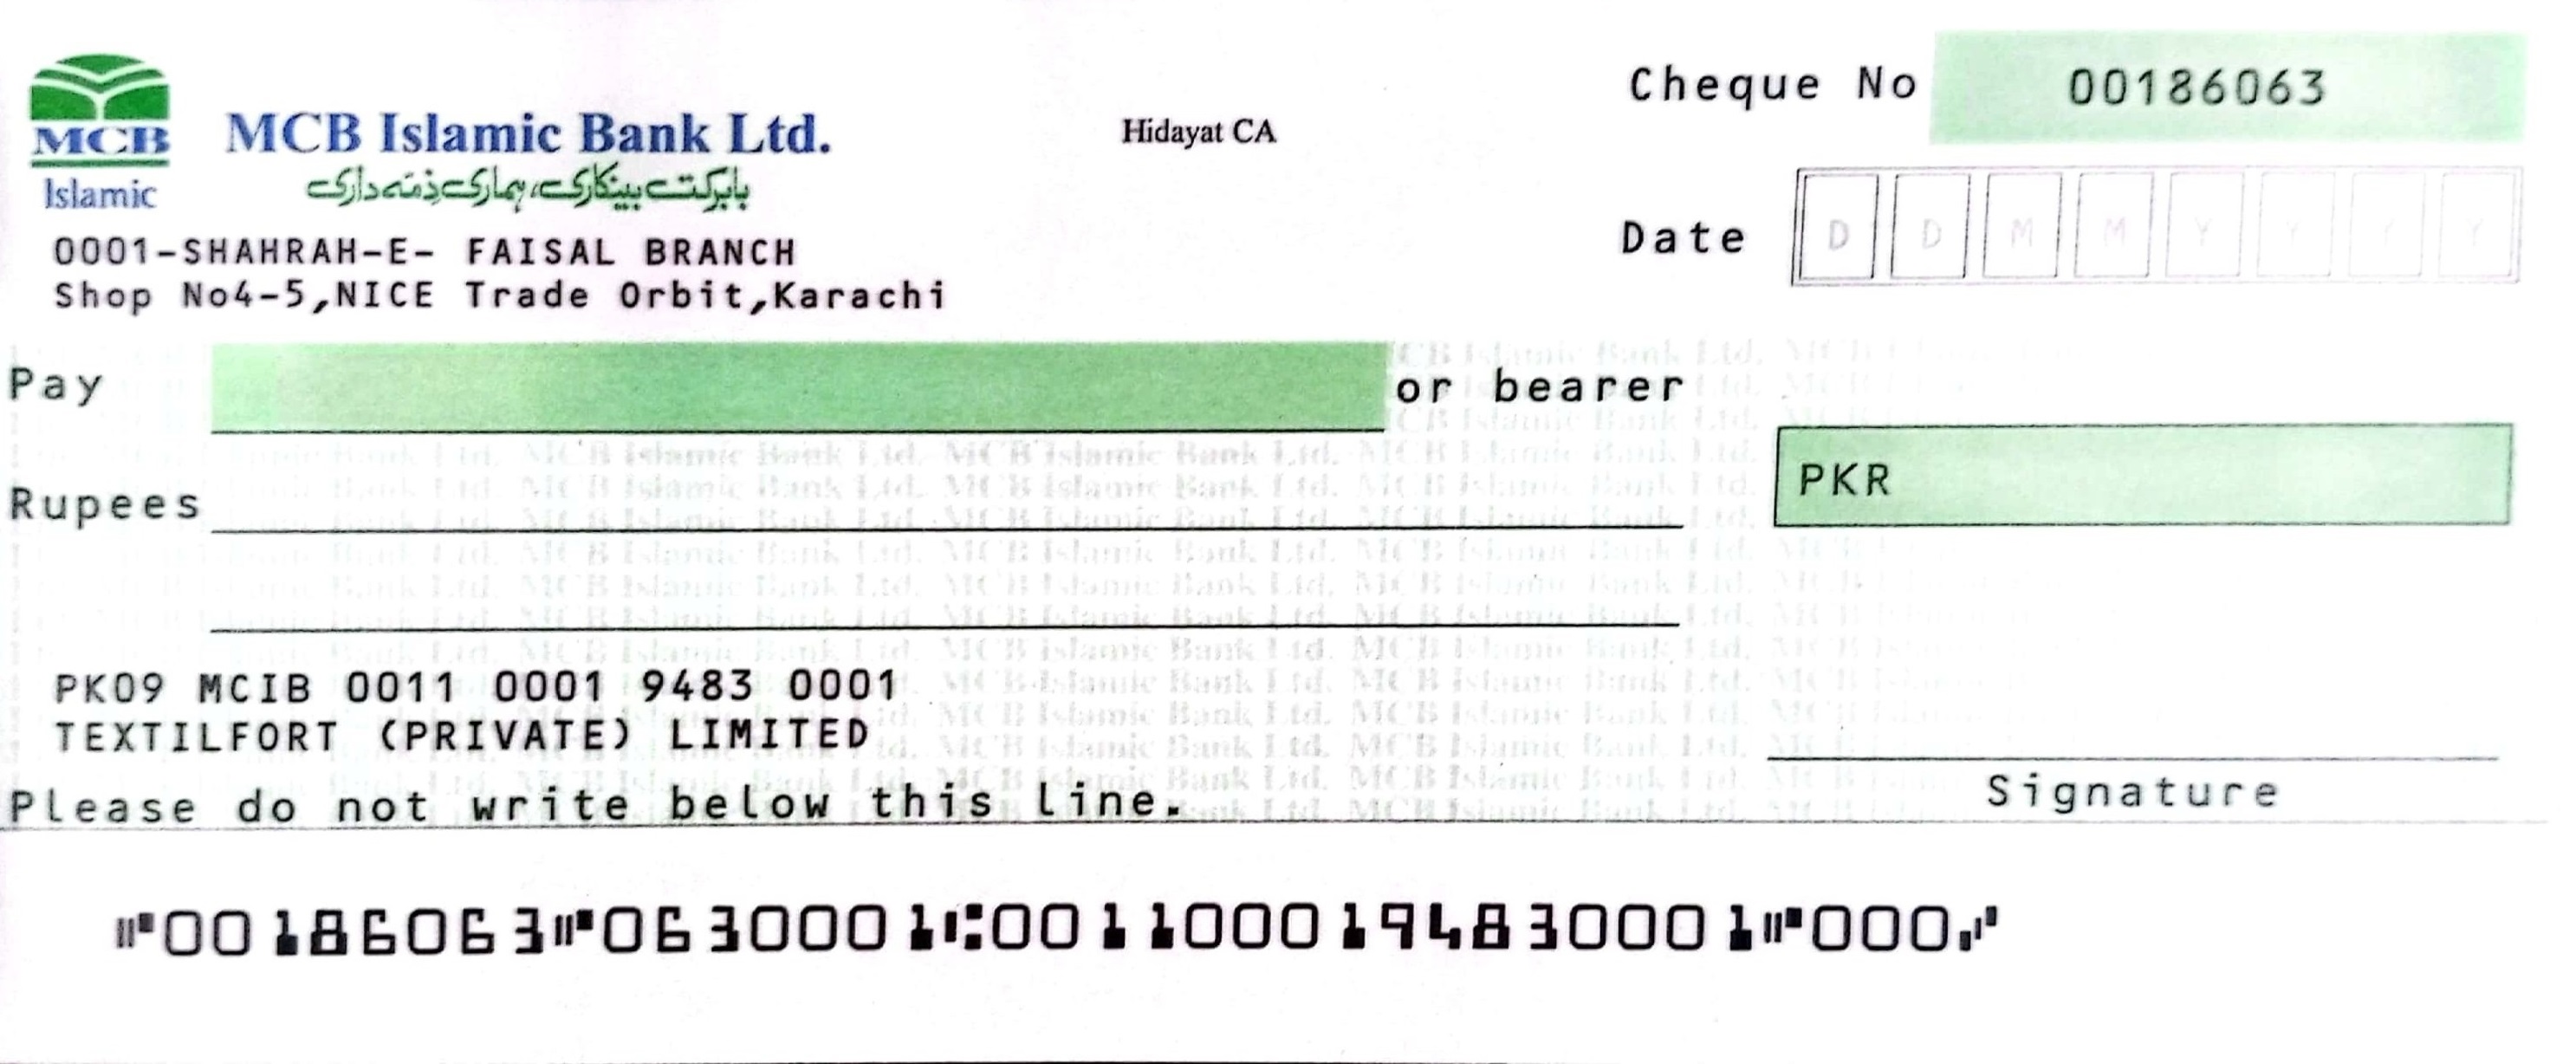 Cheque No 00186063
MCB
Islamic
MCB Islamic Bank Ltd.
Hidayat CA
بابرکت بینکاری، ہماری ذمہ داری
Date D D M M Y Y Y Y
0001-SHAHRAH-E- FAISAL BRANCH
Shop No4-5,NICE Trade Orbit,Karachi
Pay or bearer
Rupees PKR
PK09 MCIB 0011 0001 9483 0001
TEXTILFORT (PRIVATE) LIMITED
Signature
Please do not write below this line.
⑈00186063⑈0630001⑆0011000194830001⑈000⑇